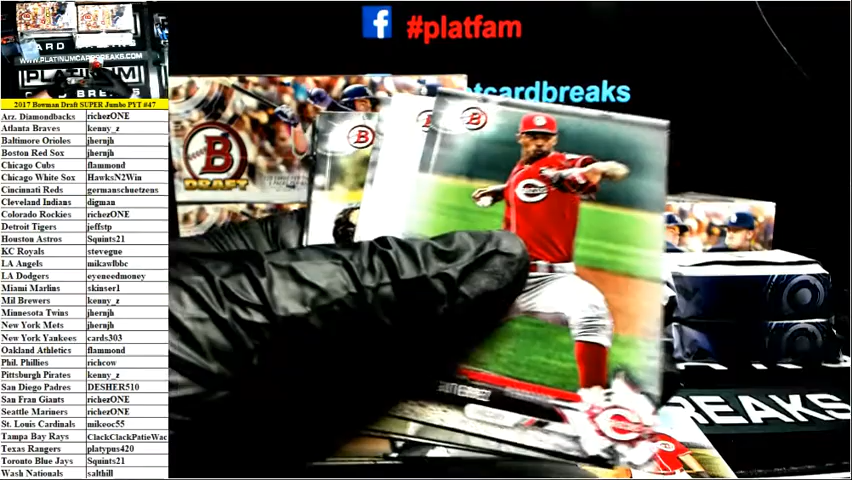 #platfam
tcardbreaks
CARD BREAKING
WWW.PLATINUMCARDBREAKS.COM
PLATINUM
2017 Bowman Draft SUPER Jumbo PYT #47
Arz. Diamondbacks richezONE
Atlanta Braves kenny_z
Baltimore Orioles jhernjh
Boston Red Sox jhernjh
Chicago Cubs flammond
Chicago White Sox HawksN2Win
Cincinnati Reds germanschuetzens
Cleveland Indians digman
Colorado Rockies richezONE
Detroit Tigers jeffstp
Houston Astros Squints21
KC Royals stevegue
LA Angels mikawlbbc
LA Dodgers eyeneedmoney
Miami Marlins skinser1
Mil Brewers kenny_z
Minnesota Twins jhernjh
New York Mets jhernjh
New York Yankees cards303
Oakland Athletics flammond
Phil. Phillies richcow
Pittsburgh Pirates kenny_z
San Diego Padres DESHER510
San Fran Giants richezONE
Seattle Mariners richezONE
St. Louis Cardinals mikeoc55
Tampa Bay Rays ClackClackPatieWac
Texas Rangers platypus420
Toronto Blue Jays Squints21
Wash Nationals salthill
B
DRAFT
B
B
REDS
BREAKS